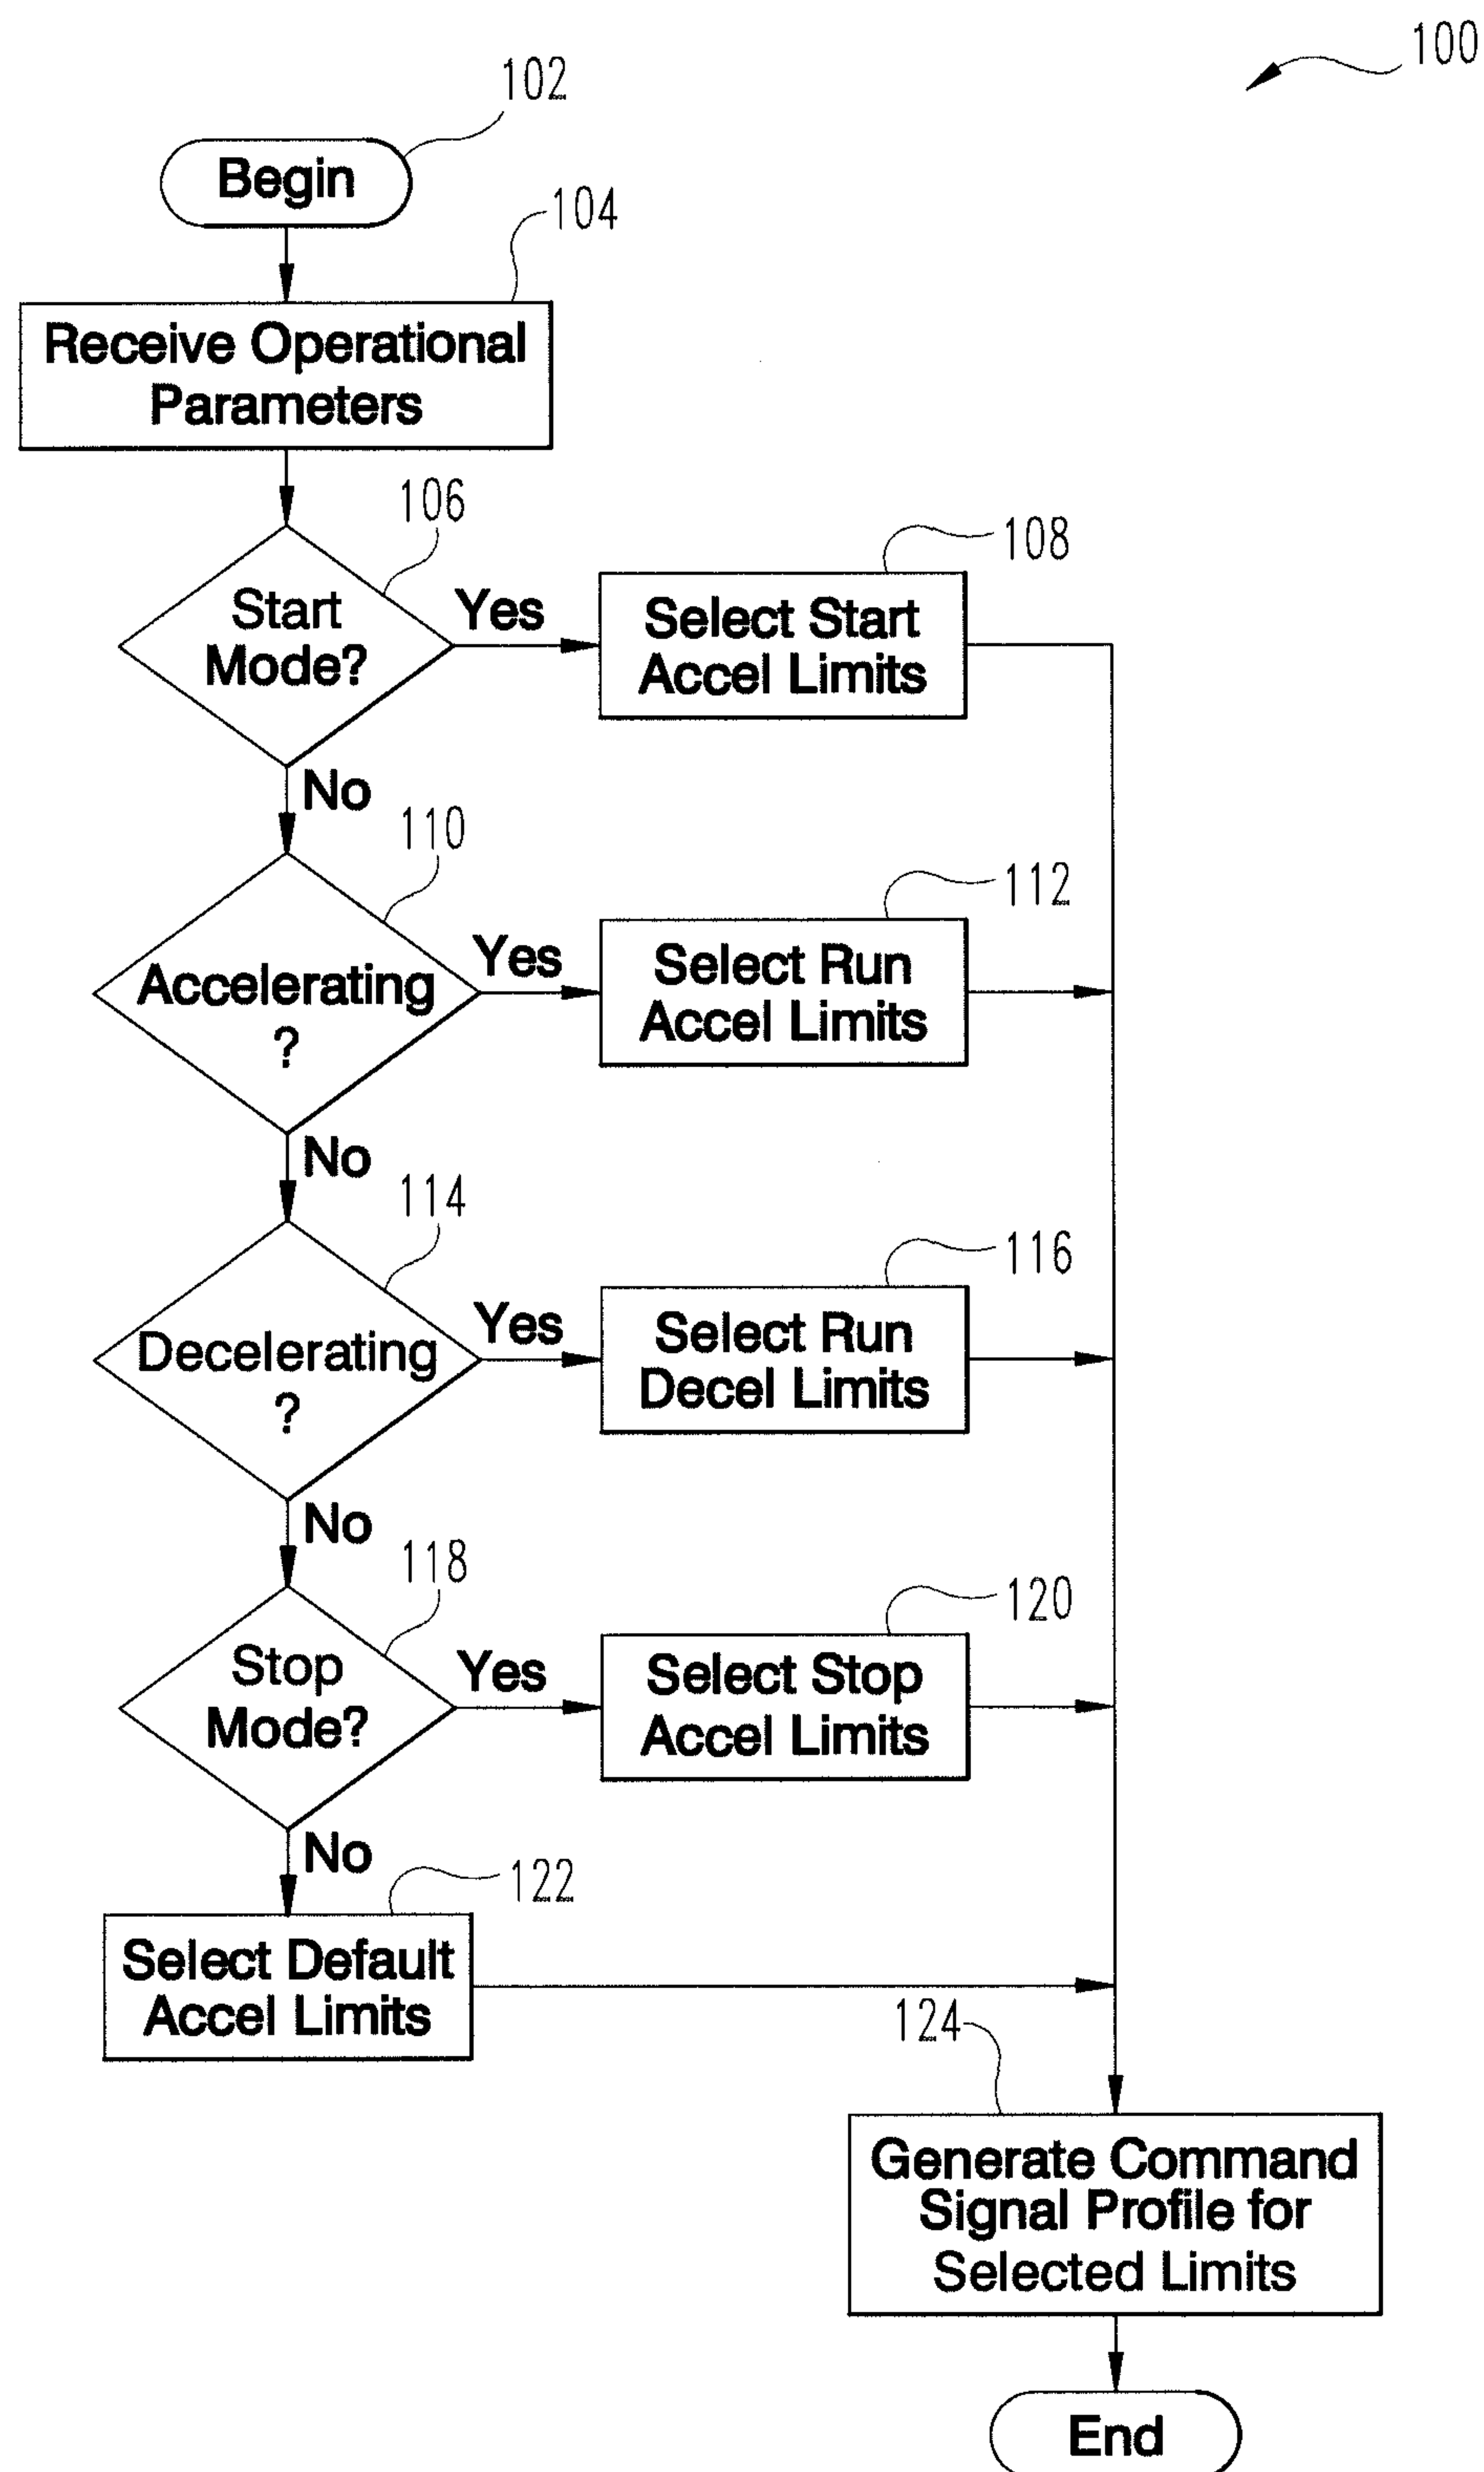 100
102
Begin
104
Receive Operational
Parameters
106
Start
Mode?
Yes
108
Select Start
Accel Limits
No
110
Accelerating
?
Yes
112
Select Run
Accel Limits
No
114
Decelerating
?
Yes
116
Select Run
Decel Limits
No
118
Stop
Mode?
Yes
120
Select Stop
Accel Limits
No
122
Select Default
Accel Limits
124
Generate Command
Signal Profile for
Selected Limits
End